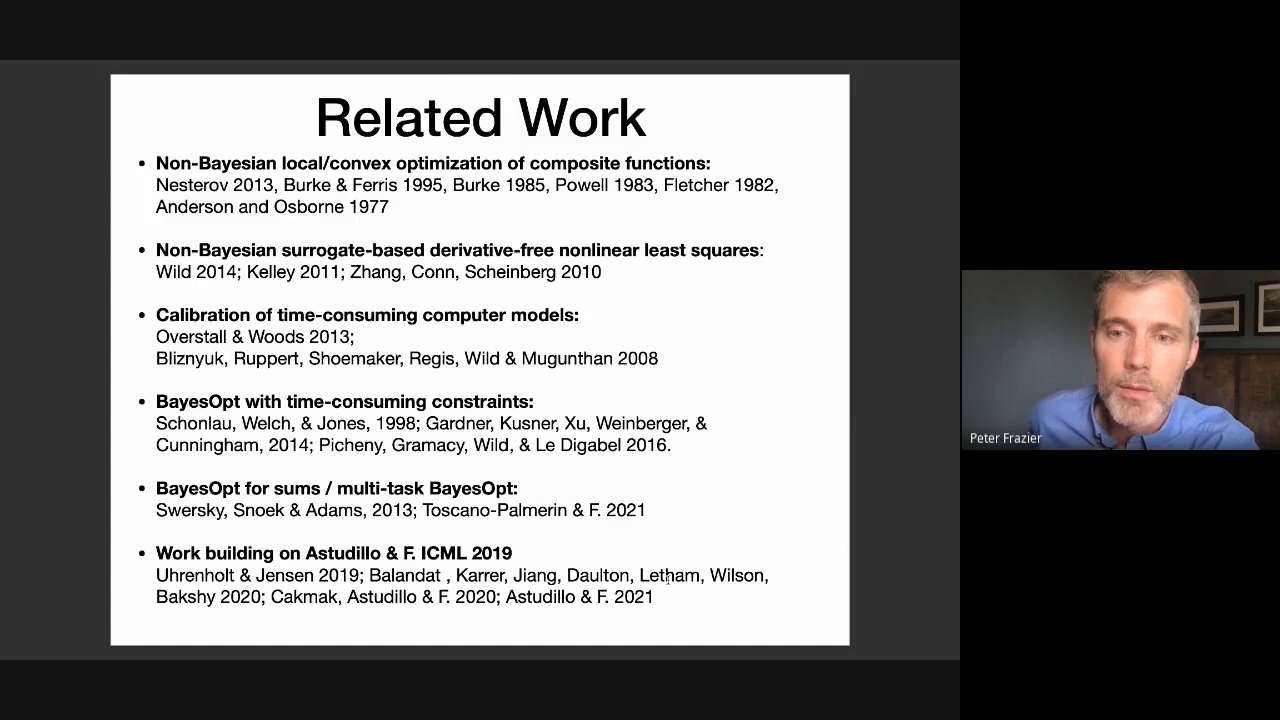 Related Work
• Non-Bayesian local/convex optimization of composite functions:
Nesterov 2013, Burke & Ferris 1995, Burke 1985, Powell 1983, Fletcher 1982,
Anderson and Osborne 1977
• Non-Bayesian surrogate-based derivative-free nonlinear least squares:
Wild 2014; Kelley 2011; Zhang, Conn, Scheinberg 2010
• Calibration of time-consuming computer models:
Overstall & Woods 2013;
Bliznyuk, Ruppert, Shoemaker, Regis, Wild & Mugunthan 2008
• BayesOpt with time-consuming constraints:
Schonlau, Welch, & Jones, 1998; Gardner, Kusner, Xu, Weinberger, &
Cunningham, 2014; Picheny, Gramacy, Wild, & Le Digabel 2016.
• BayesOpt for sums / multi-task BayesOpt:
Swersky, Snoek & Adams, 2013; Toscano-Palmerin & F. 2021
• Work building on Astudillo & F. ICML 2019
Uhrenholt & Jensen 2019; Balandat , Karrer, Jiang, Daulton, Letham, Wilson,
Bakshy 2020; Cakmak, Astudillo & F. 2020; Astudillo & F. 2021
Peter Frazier